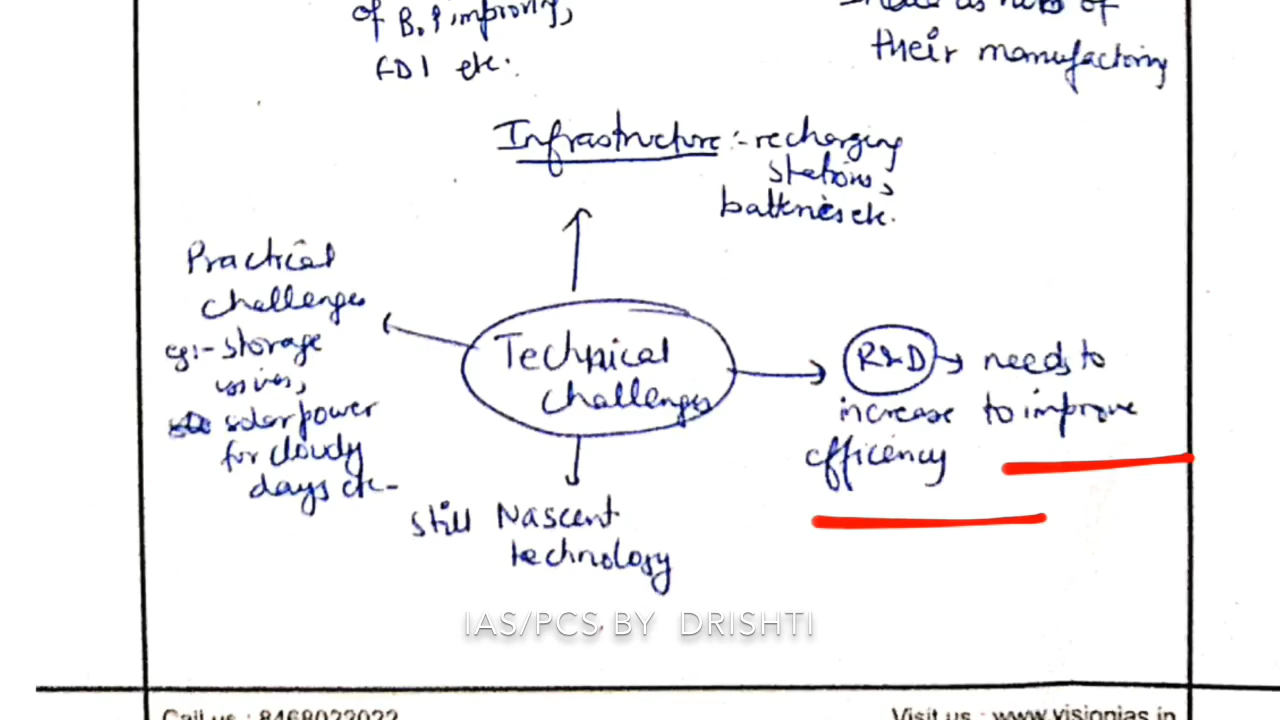 of B.P improving,
FDI etc.
of
their manufacturing
Infrastructure :- recharging
stations,
batteries etc.
Practical
challenges
eg:- storage
issues,
solar power
for cloudy
days etc-
Technical
challenges
R&D → needs to
increase to improve
efficency
still Nascent
technology
IAS/PCS BY DRISHTI
Call us : 8468022022
Visit us : www.visionias.in